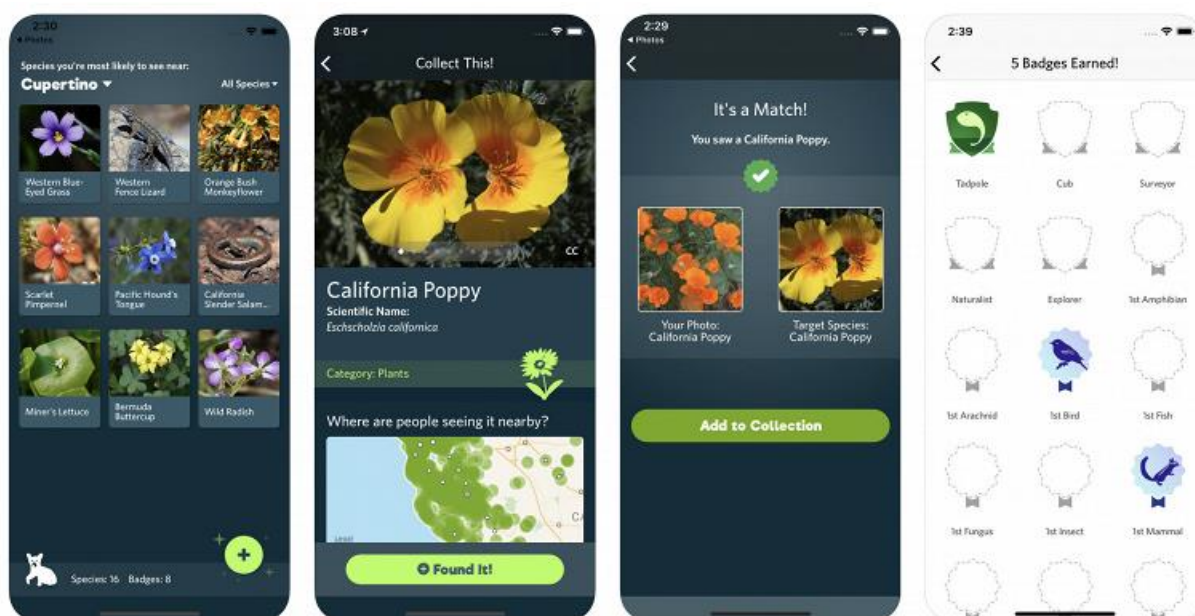 2:30
Photos
Species you're most likely to see near:
Cupertino
All Species
Western Blue-
Eyed Grass
Western
Fence Lizard
Orange Bush
Monkeyflower
Scarlet
Pimpernel
Pacific Hound's
Tongue
California
Slender Salam...
Miner's Lettuce
Bermuda
Buttercup
Wild Radish
Species: 16 Badges: 8
3:08
Collect This!
CC
California Poppy
Scientific Name:
Eschscholzia californica
Category: Plants
Where are people seeing it nearby?
CA
Legal
Found It!
2:29
Photos
It's a Match!
You saw a California Poppy.
Your Photo:
California Poppy
Target Species:
California Poppy
Add to Collection
2:39
5 Badges Earned!
Tadpole
Cub
Surveyor
Naturalist
Explorer
1st Amphibian
1st Arachnid
1st Bird
1st Fish
1st Fungus
1st Insect
1st Mammal